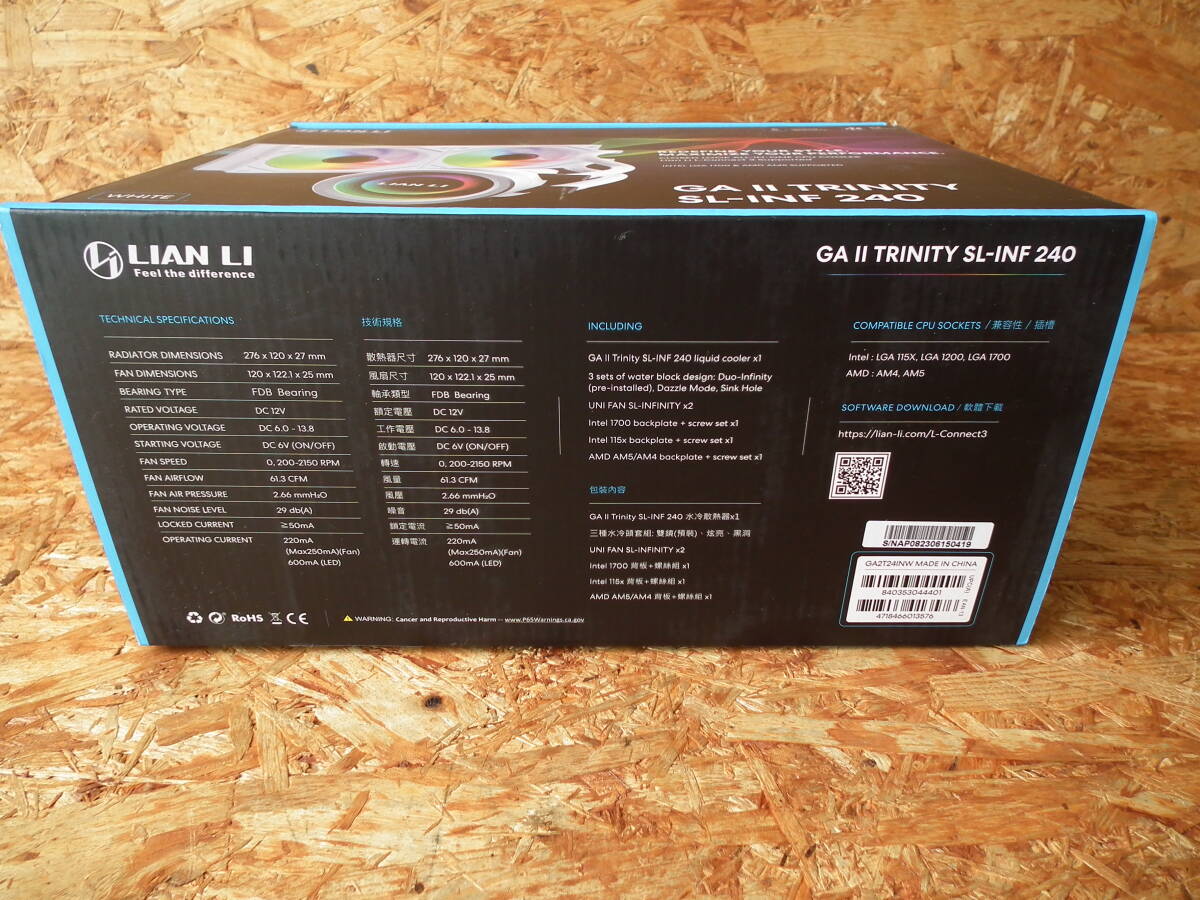 LIAN LI
REDEFINE YOUR STYLE,
MAXIMIZE YOUR PERFORMANCE.
GA II TRINITY
SL-INF 240
LIAN LI
WHITE
LIAN LI
Feel the difference
GA II TRINITY SL-INF 240
TECHNICAL SPECIFICATIONS
RADIATOR DIMENSIONS 276 x 120 x 27 mm
FAN DIMENSIONS 120 x 122.1 x 25 mm
BEARING TYPE FDB Bearing
RATED VOLTAGE DC 12V
OPERATING VOLTAGE DC 6.0 - 13.8
STARTING VOLTAGE DC 6V (ON/OFF)
FAN SPEED 0, 200-2150 RPM
FAN AIRFLOW 61.3 CFM
FAN AIR PRESSURE 2.66 mmH₂O
FAN NOISE LEVEL 29 db(A)
LOCKED CURRENT ≧50mA
OPERATING CURRENT 220mA
(Max250mA)(Fan)
600mA (LED)
技術規格
散熱器尺寸 276 x 120 x 27 mm
風扇尺寸 120 x 122.1 x 25 mm
軸承類型 FDB Bearing
額定電壓 DC 12V
工作電壓 DC 6.0 - 13.8
啟動電壓 DC 6V (ON/OFF)
轉速 0, 200-2150 RPM
風量 61.3 CFM
風壓 2.66 mmH₂O
噪音 29 db(A)
鎖定電流 ≧50mA
運轉電流 220mA
(Max250mA)(Fan)
600mA (LED)
INCLUDING
GA II Trinity SL-INF 240 liquid cooler x1
3 sets of water block design: Duo-Infinity
(pre-installed), Dazzle Mode, Sink Hole
UNI FAN SL-INFINITY x2
Intel 1700 backplate + screw set x1
Intel 115x backplate + screw set x1
AMD AM5/AM4 backplate + screw set x1
包裝內容
GA II Trinity SL-INF 240 水冷散熱器x1
三種水冷頭套組: 雙鏡(預裝)、炫亮、黑洞
UNI FAN SL-INFINITY x2
Intel 1700 背板+螺絲組 x1
Intel 115x 背板+螺絲組 x1
AMD AM5/AM4 背板+螺絲組 x1
COMPATIBLE CPU SOCKETS / 兼容性 / 插槽
Intel : LGA 115X, LGA 1200, LGA 1700
AMD : AM4, AM5
SOFTWARE DOWNLOAD / 軟體下載
https://lian-li.com/L-Connect3
S/NAP082306150419
GA2T24INW MADE IN CHINA
840353044401
UPC(A)
4718466013576
EAN 13
RoHS CE
WARNING: Cancer and Reproductive Harm -- www.P65Warnings.ca.gov